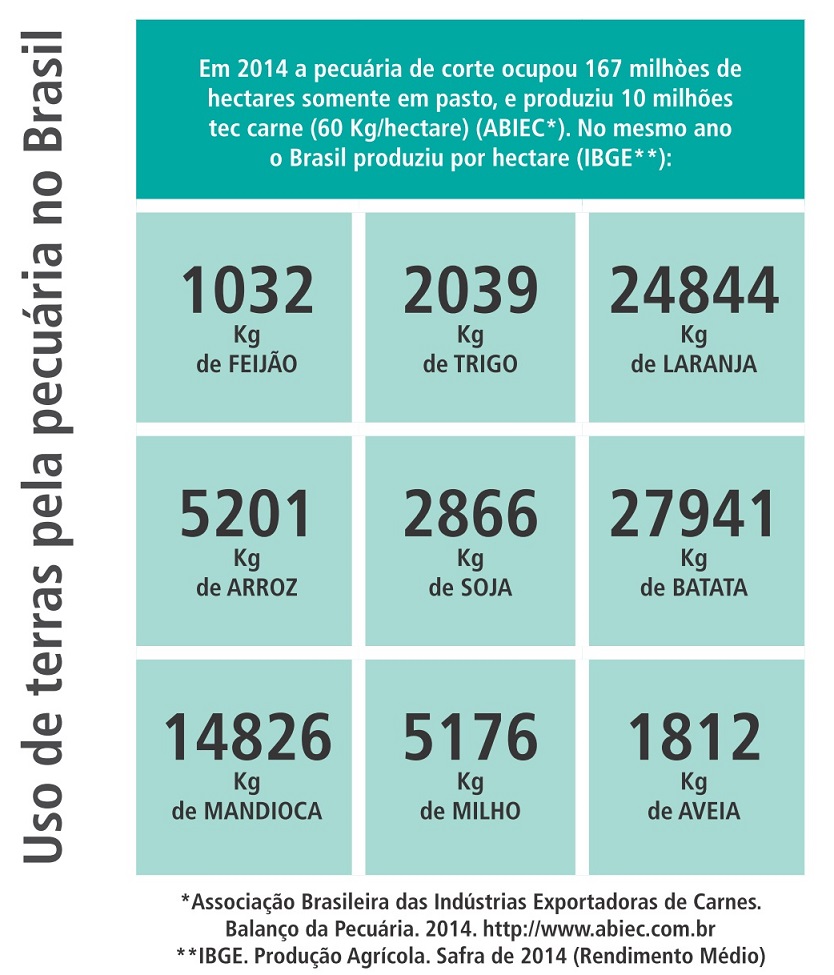 Uso de terras pela pecuária no Brasil
Em 2014 a pecuária de corte ocupou 167 milhòes de
hectares somente em pasto, e produziu 10 milhões
tec carne (60 Kg/hectare) (ABIEC*). No mesmo ano
o Brasil produziu por hectare (IBGE**):
1032
Kg
de FEIJÃO
2039
Kg
de TRIGO
24844
Kg
de LARANJA
5201
Kg
de ARROZ
2866
Kg
de SOJA
27941
Kg
de BATATA
14826
Kg
de MANDIOCA
5176
Kg
de MILHO
1812
Kg
de AVEIA
*Associação Brasileira das Indústrias Exportadoras de Carnes.
Balanço da Pecuária. 2014. http://www.abiec.com.br
**IBGE. Produção Agrícola. Safra de 2014 (Rendimento Médio)